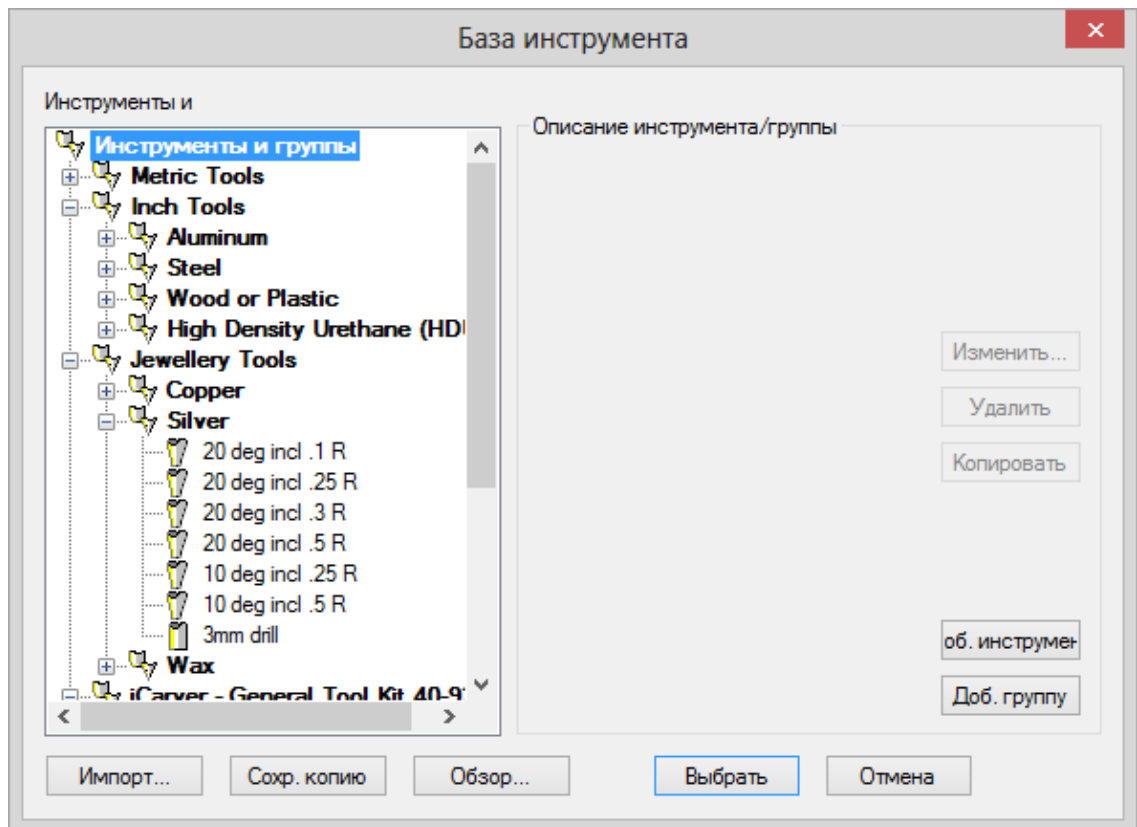 База инструмента
Инструменты и
Описание инструмента/группы
Инструменты и группы
Metric Tools
Inch Tools
Aluminum
Steel
Wood or Plastic
High Density Urethane (HD
Jewellery Tools
Copper
Silver
20 deg incl .1 R
20 deg incl .25 R
20 deg incl .3 R
20 deg incl .5 R
10 deg incl .25 R
10 deg incl .5 R
3mm drill
Wax
iCarver - General Tool Kit 40-9
Изменить...
Удалить
Копировать
об. инструмен
Доб. группу
Импорт... Сохр. копию Обзор... Выбрать Отмена